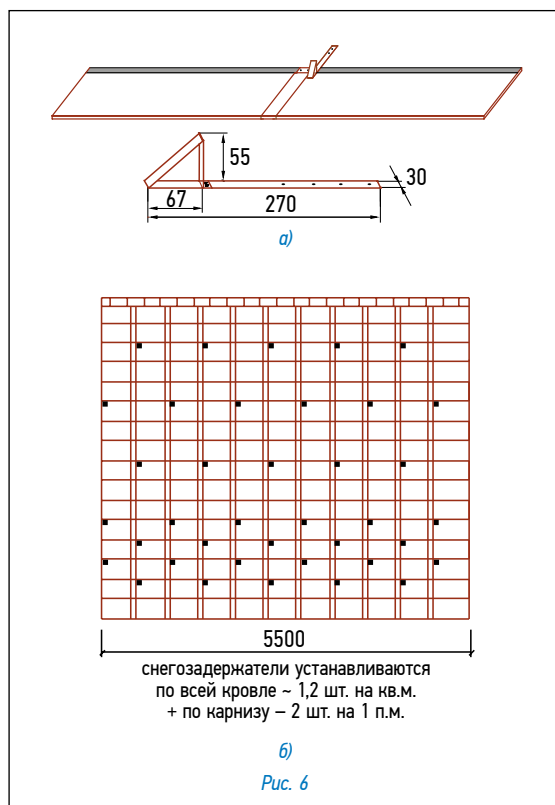 55
30
67
270
а)
5500
снегозадержатели устанавливаются
по всей кровле ~ 1,2 шт. на кв.м.
+ по карнизу – 2 шт. на 1 п.м.
б)
Рис. 6